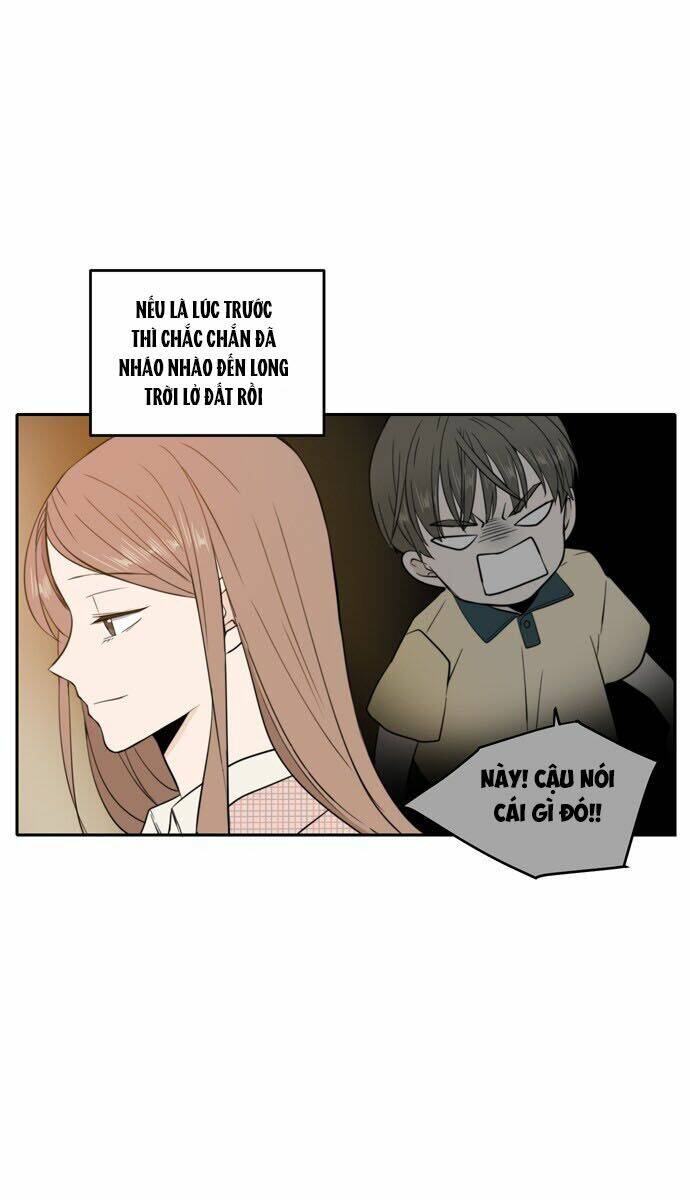 NẾU LÀ LÚC TRƯỚC
THÌ CHẮC CHẮN ĐÃ
NHÁO NHÀO ĐẾN LONG
TRỜI LỞ ĐẤT RỒI
NÀY! CẬU NÓI
CÁI GÌ ĐÓ!!